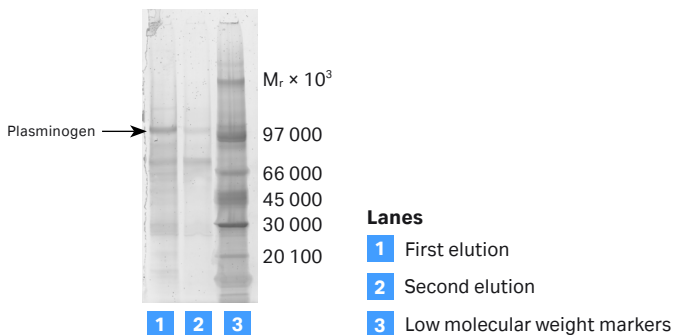 Mᵣ × 10³
Plasminogen
97 000
66 000
45 000
30 000
20 100
1 2 3
Lanes
1 First elution
2 Second elution
3 Low molecular weight markers